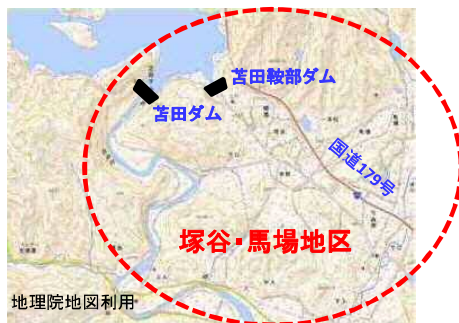 苫田鞍部ダム
苫田ダム
国道179号
塚谷・馬場地区
地理院地図利用